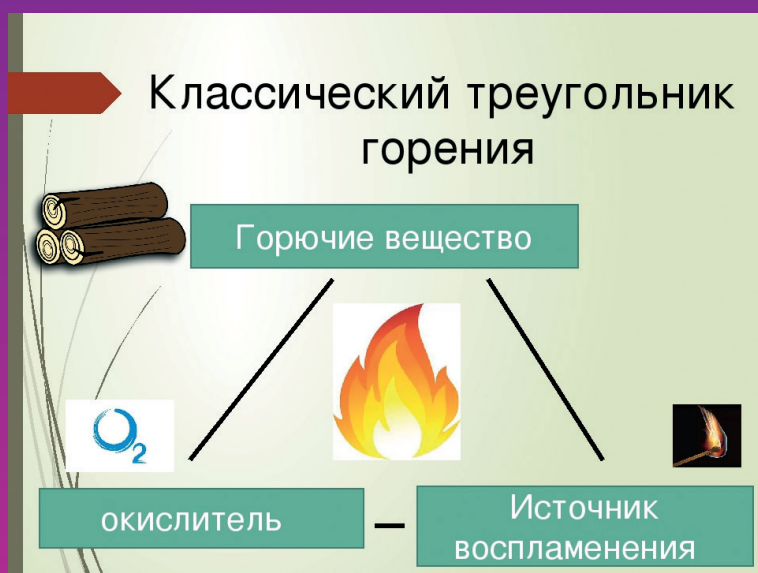 Классический треугольник
горения
Горючие вещество
O2
окислитель
–
Источник
воспламенения